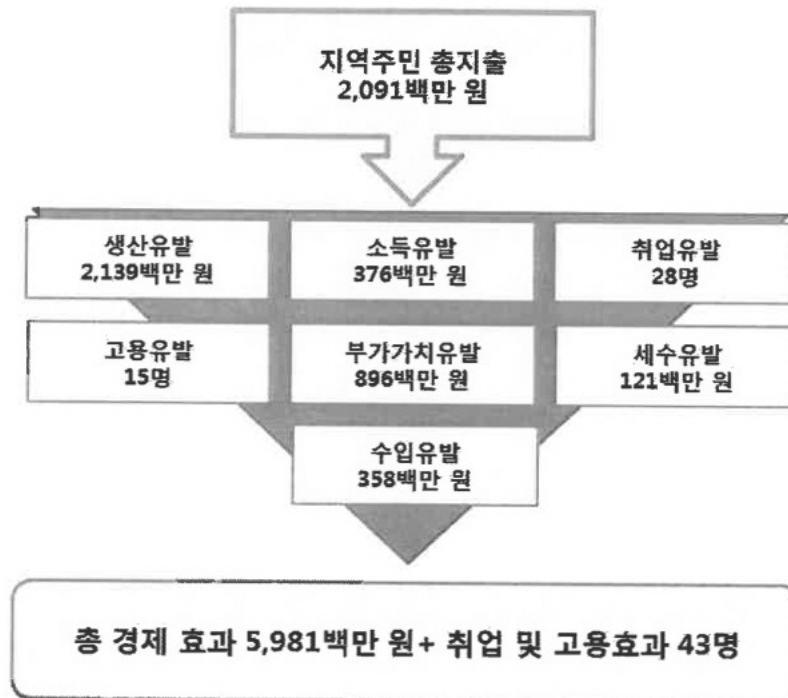 지역주민 총지출
2,091백만 원
생산유발
2,139백만 원
소득유발
376백만 원
취업유발
28명
고용유발
15명
부가가치유발
896백만 원
세수유발
121백만 원
수입유발
358백만 원
총 경제 효과 5,981백만 원+ 취업 및 고용효과 43명